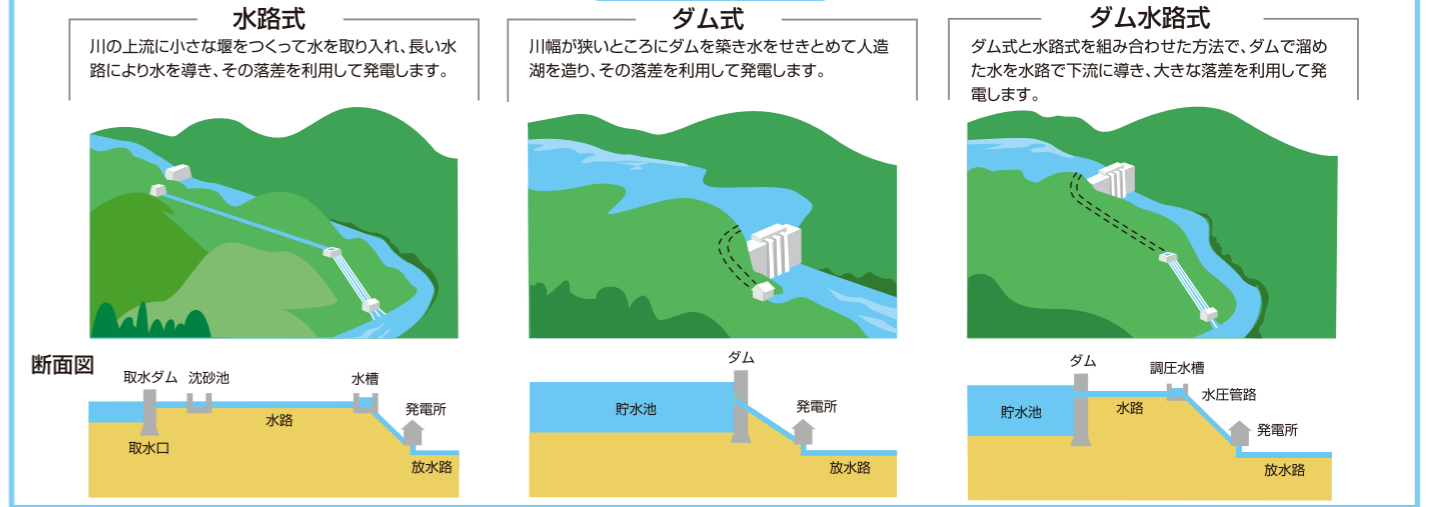 水路式
川の上流に小さな堰をつくって水を取り入れ、長い水
路により水を導き、その落差を利用して発電します。
ダム式
川幅が狭いところにダムを築き水をせきとめて人造
湖を造り、その落差を利用して発電します。
ダム水路式
ダム式と水路式を組み合わせた方法で、ダムで溜め
た水を水路で下流に導き、大きな落差を利用して発
電します。
断面図
取水ダム
沈砂池
水槽
発電所
水路
取水口
放水路
ダム
貯水池
発電所
放水路
ダム
調圧水槽
水圧管路
貯水池
水路
発電所
放水路